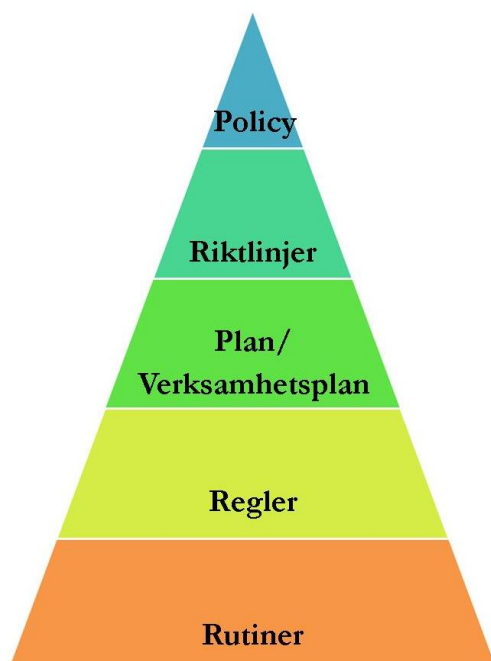 Policy
Riktlinjer
Plan/
Verksamhetsplan
Regler
Rutiner